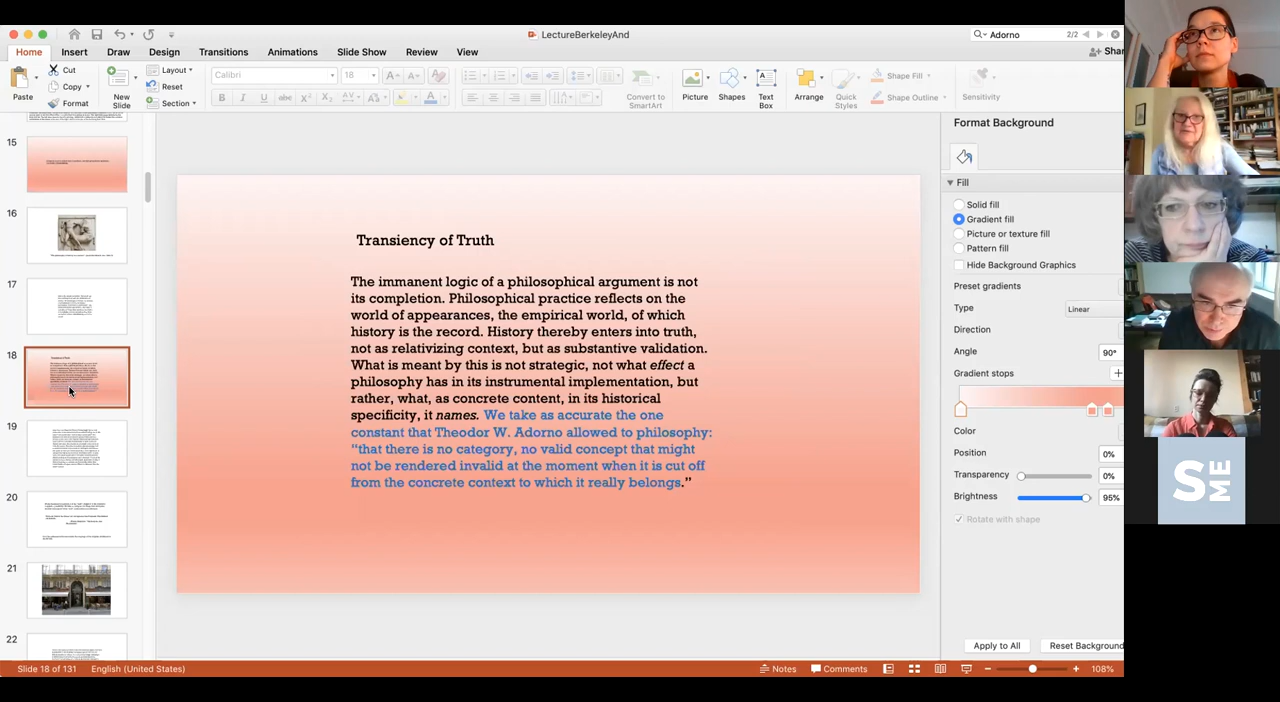 LectureBerkeleyAnd
Adorno
2/2
Home
Insert
Draw
Design
Transitions
Animations
Slide Show
Review
View
Shar
Paste
Cut
Copy
Format
New
Slide
Layout
Reset
Section
Calibri
18
Convert to
SmartArt
Picture
Shapes
Text
Box
Arrange
Quick
Styles
Shape Fill
Shape Outline
Sensitivity
15
16
17
18
19
20
21
22
Transiency of Truth
The immanent logic of a philosophical argument is not
its completion. Philosophical practice reflects on the
world of appearances, the empirical world, of which
history is the record. History thereby enters into truth,
not as relativizing context, but as substantive validation.
What is meant by this is not strategic, not what effect a
philosophy has in its instrumental implementation, but
rather, what, as concrete content, in its historical
specificity, it names. We take as accurate the one
constant that Theodor W. Adorno allowed to philosophy:
“that there is no category, no valid concept that might
not be rendered invalid at the moment when it is cut off
from the concrete context to which it really belongs.”
Format Background
Fill
Solid fill
Gradient fill
Picture or texture fill
Pattern fill
Hide Background Graphics
Preset gradients
Type
Linear
Direction
Angle
90°
Gradient stops
Color
Position
0%
Transparency
0%
Brightness
95%
Rotate with shape
Apply to All
Reset Background
Slide 18 of 131
English (United States)
Notes
Comments
108%
S
ME